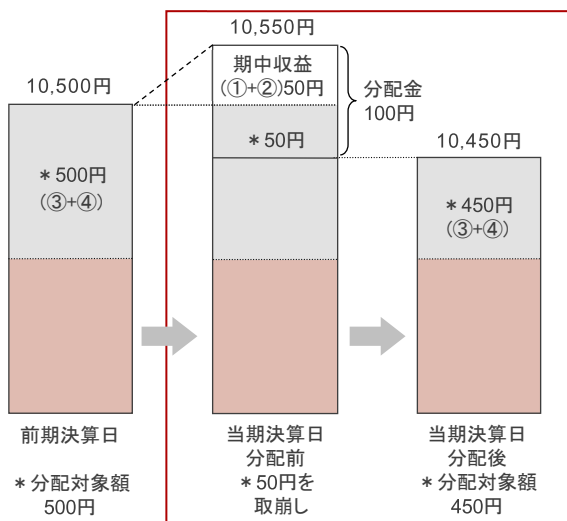 10,550円
10,500円
期中収益
(①+②)50円
分配金
100円
＊50円
10,450円
＊500円
(③+④)
＊450円
(③+④)
前期決算日
＊分配対象額
500円
当期決算日
分配前
＊50円を
取崩し
当期決算日
分配後
＊分配対象額
450円